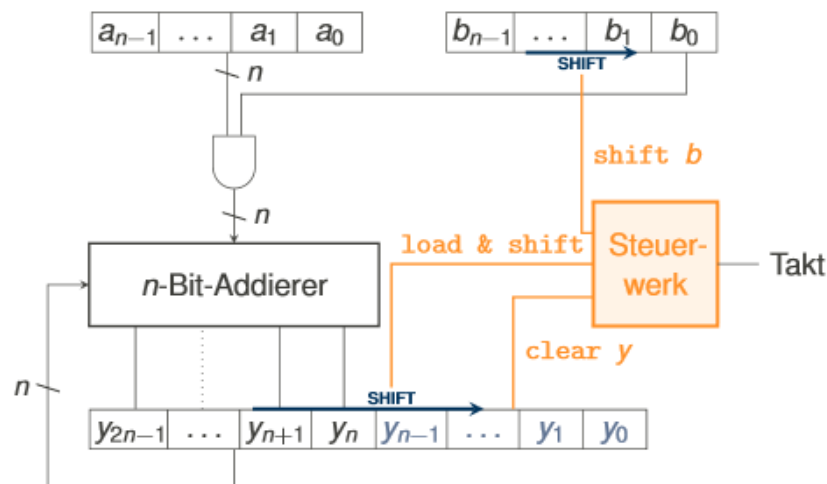 a_{n−1} ... a_1 a_0
b_{n−1} ... b_1 b_0
SHIFT
n
shift b
n
load & shift
Steuer-
werk
Takt
n-Bit-Addierer
clear y
n
SHIFT
y_{2n−1} ... y_{n+1} y_n y_{n−1} ... y_1 y_0